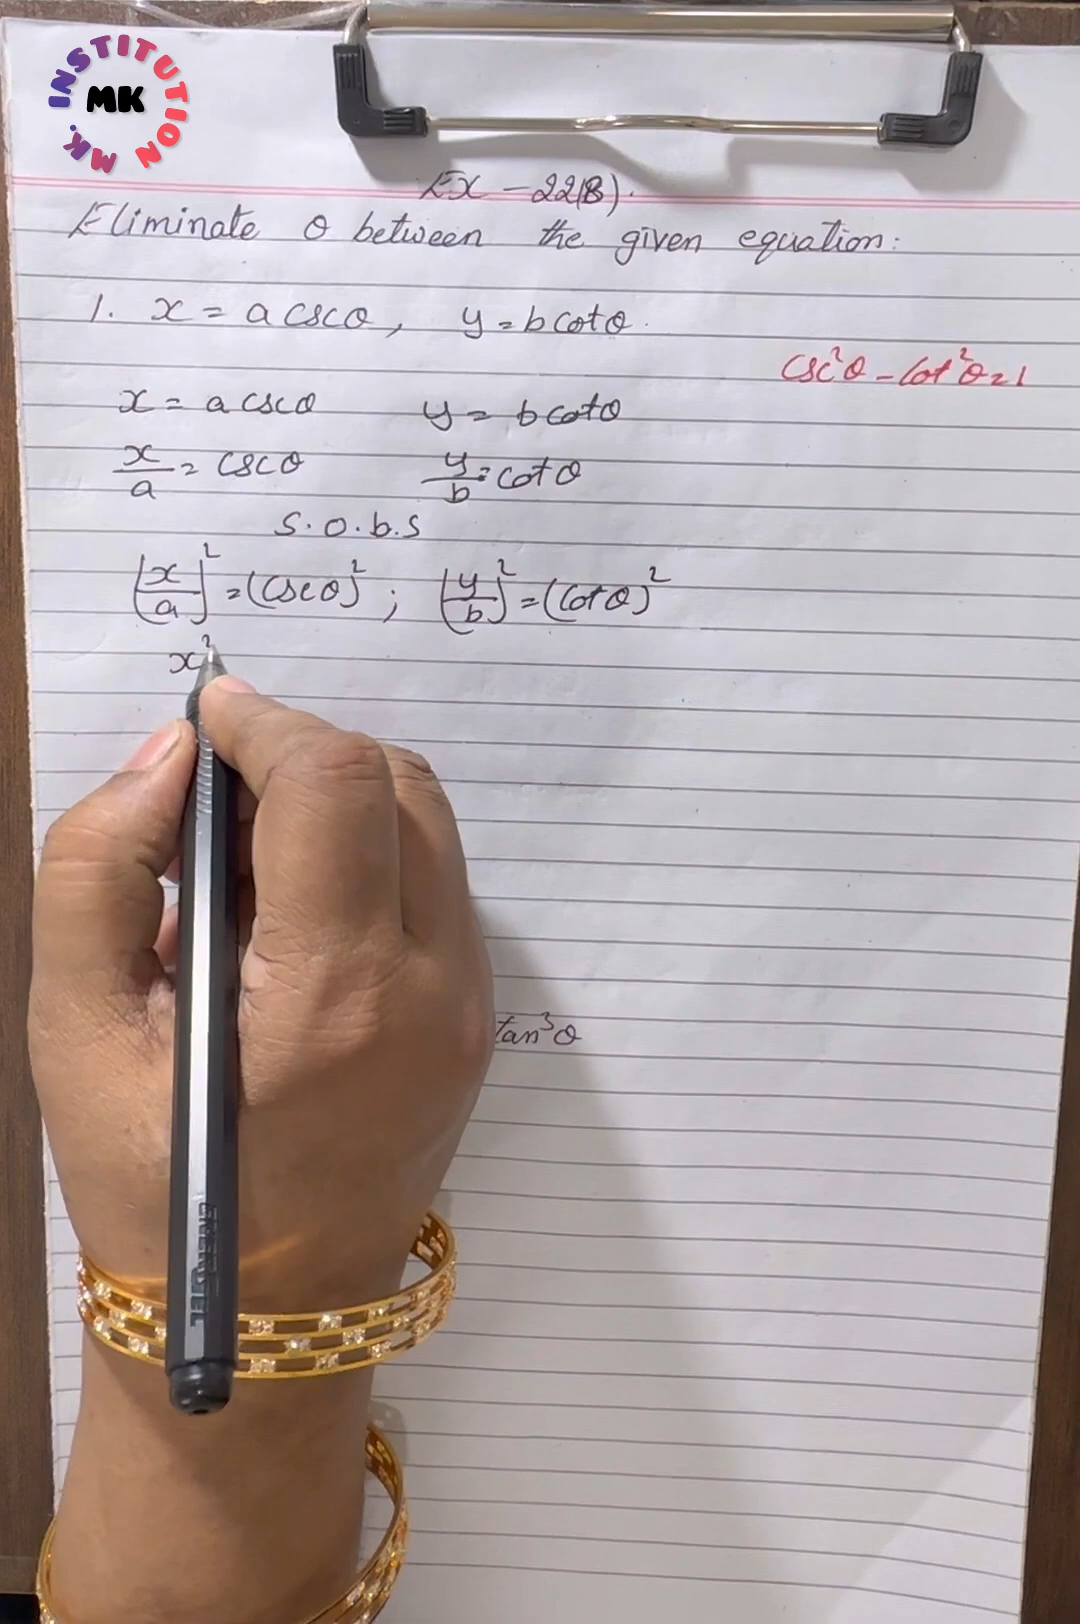 MK. INSTITUTION
MK
Ex - 22(B).
Eliminate θ between the given equation:
1. x = a cscθ, y = b cotθ.
csc²θ - cot²θ = 1
x = a cscθ y = b cotθ
x/a = cscθ y/b = cotθ
S.O.b.S
(x/a)² = (cscθ)² ; (y/b)² = (cotθ)²
x²
tan³θ